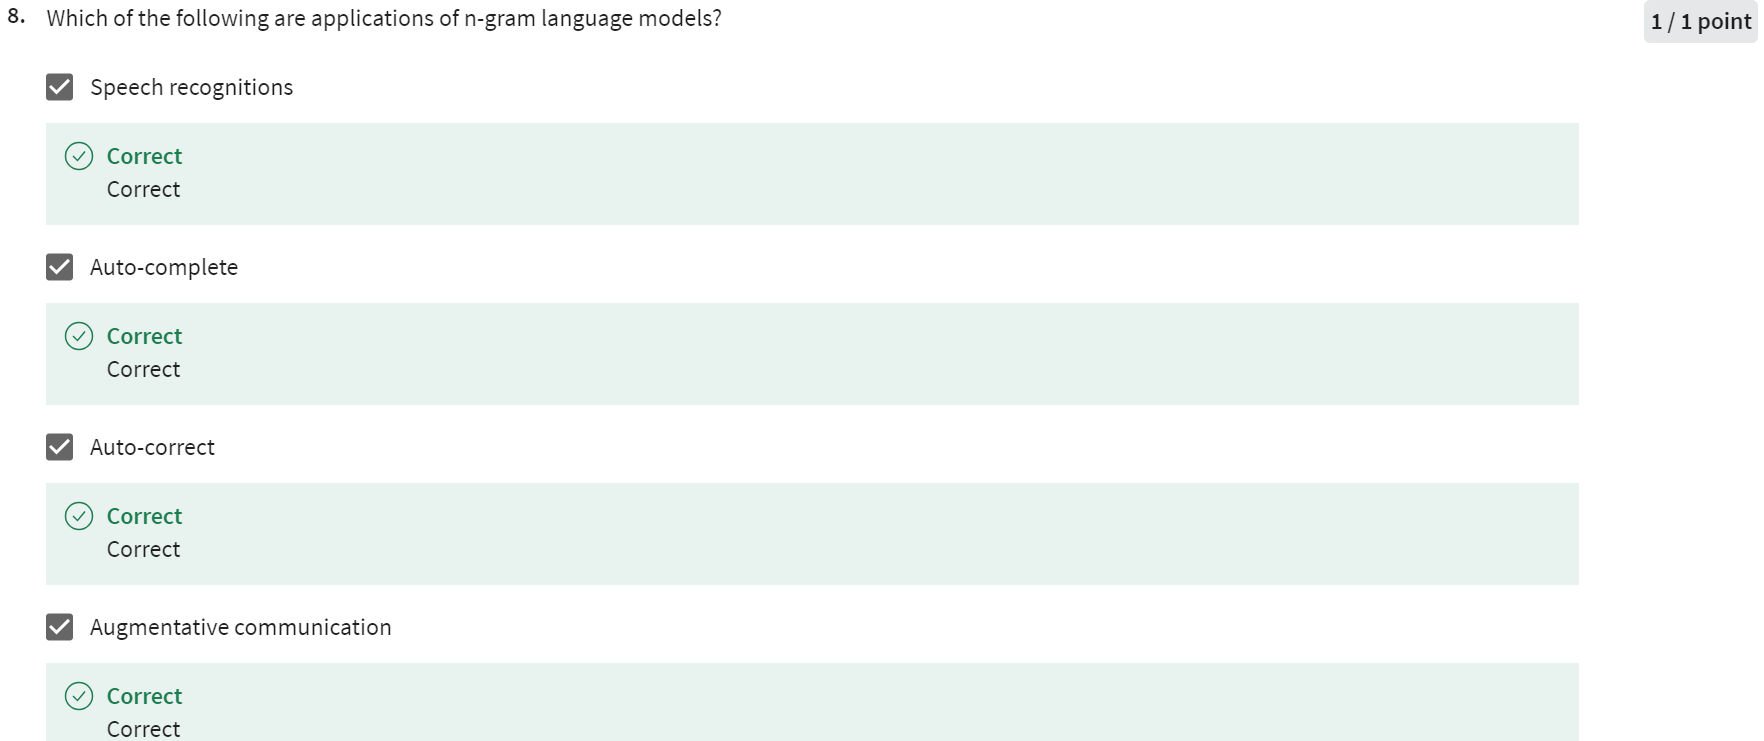 8. Which of the following are applications of n-gram language models?
1 / 1 point
Speech recognitions
Correct
Correct
Auto-complete
Correct
Correct
Auto-correct
Correct
Correct
Augmentative communication
Correct
Correct